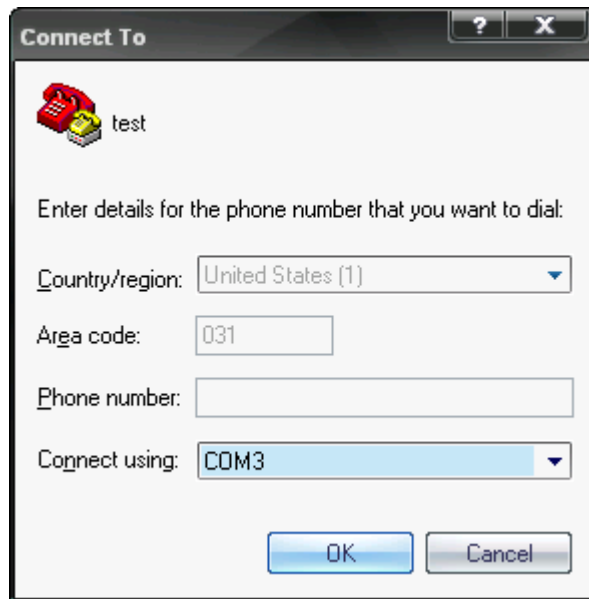 Connect To
? X
test
Enter details for the phone number that you want to dial:
Country/region: United States (1)
Area code: 031
Phone number:
Connect using: COM3
OK Cancel